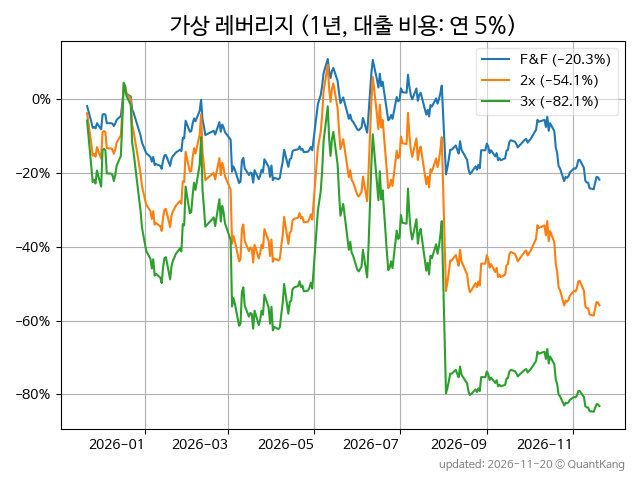 가상 레버리지 (1년, 대출 비용: 연 5%)
F&F (−20.3%)
2x (−54.1%)
3x (−82.1%)
0%
−20%
−40%
−60%
−80%
2026-01 2026-03 2026-05 2026-07 2026-09 2026-11
updated: 2026-11-20 © QuantKang